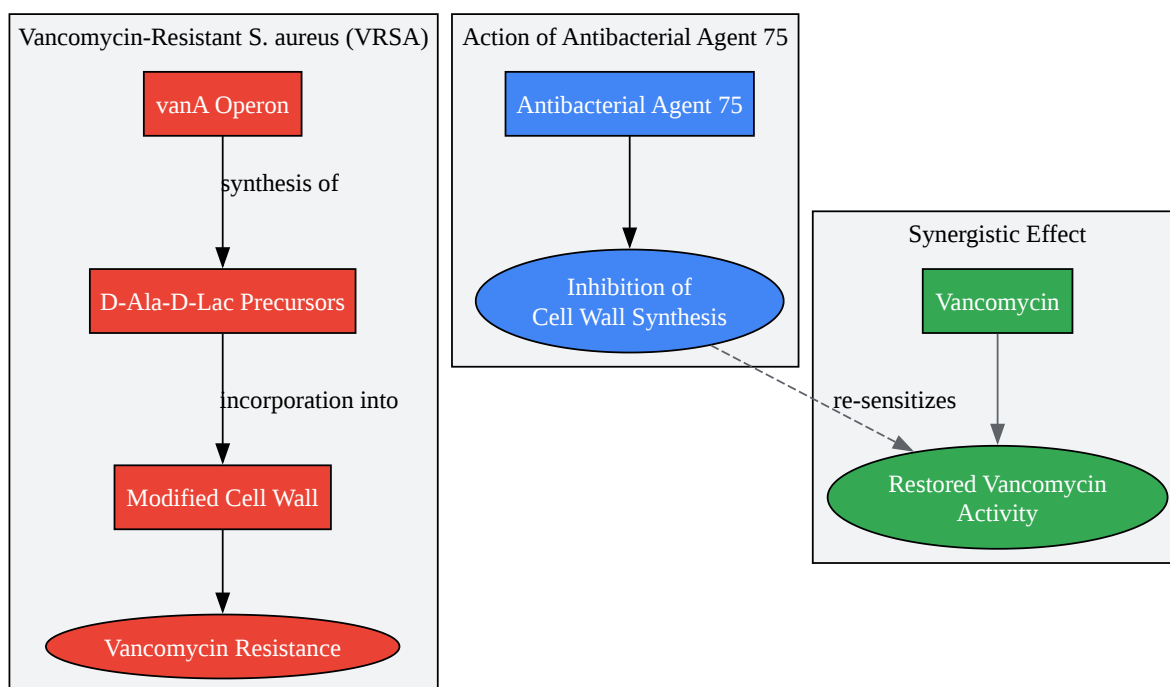 Vancomycin-Resistant S. aureus (VRSA)
vanA Operon
synthesis of
D-Ala-D-Lac Precursors
incorporation into
Modified Cell Wall
Vancomycin Resistance
Action of Antibacterial Agent 75
Antibacterial Agent 75
Inhibition of
Cell Wall Synthesis
re-sensitizes
Synergistic Effect
Vancomycin
Restored Vancomycin
Activity